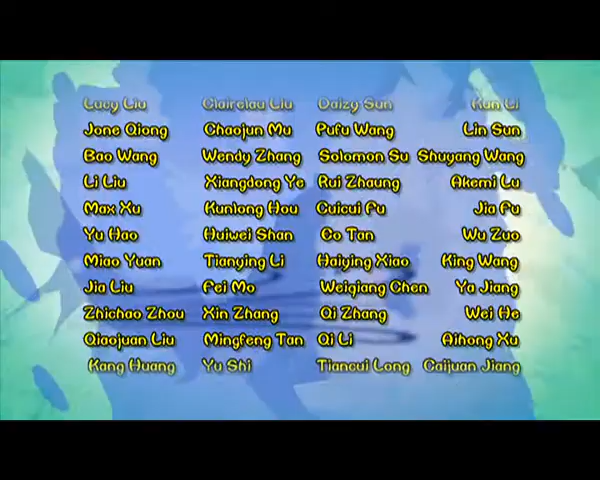 Lacy Liu Clairelau Liu Daizy Sun Kun Li
Jone Qiong Chaojun Mu Pufu Wang Lin Sun
Bao Wang Wendy Zhang Solomon Su Shuyang Wang
Li Liu Xiangdong Ye Rui Zhaung Akemi Lu
Max Xu Kunlong Hou Cuicui Fu Jia Fu
Yu Hao Huiwei Shan Co Tan Wu Zuo
Miao Yuan Tianying Li Haiying Xiao King Wang
Jia Liu Fei Mo Weiqiang Chen Ya Jiang
Zhichao Zhou Xin Zhang Qi Zhang Wei He
Qiaojuan Liu Mingfeng Tan Qi Li Aihong Xu
Kang Huang Yu Shi Tiancui Long Caijuan Jiang